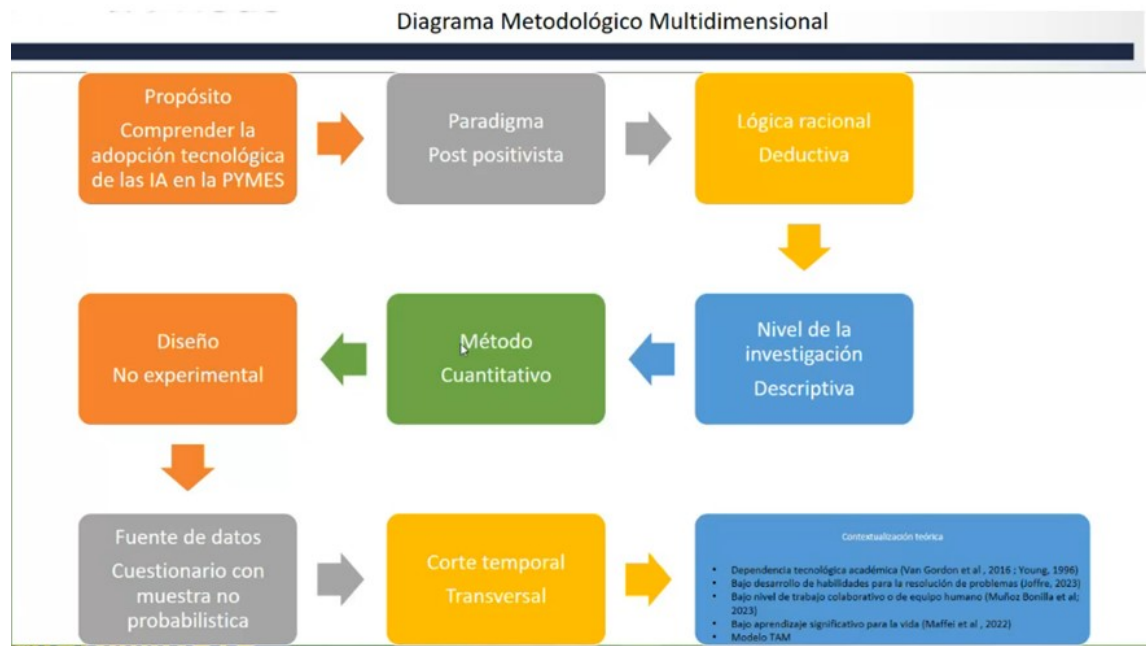 Diagrama Metodológico Multidimensional
Propósito
Comprender la
adopción tecnológica
de las IA en la PYMES
Paradigma
Post positivista
Lógica racional
Deductiva
Nivel de la
investigación
Descriptiva
Método
Cuantitativo
Diseño
No experimental
Fuente de datos
Cuestionario con
muestra no
probabilistica
Corte temporal
Transversal
Contextualización teórica
• Dependencia tecnológica académica (Van Gordon et al , 2016 ; Young, 1996)
• Bajo desarrollo de habilidades para la resolución de problemas (Joffre, 2023)
• Bajo nivel de trabajo colaborativo o de equipo humano (Muñoz Bonilla et al;
2023)
• Bajo aprendizaje significativo para la vida (Maffei et al , 2022)
• Modelo TAM